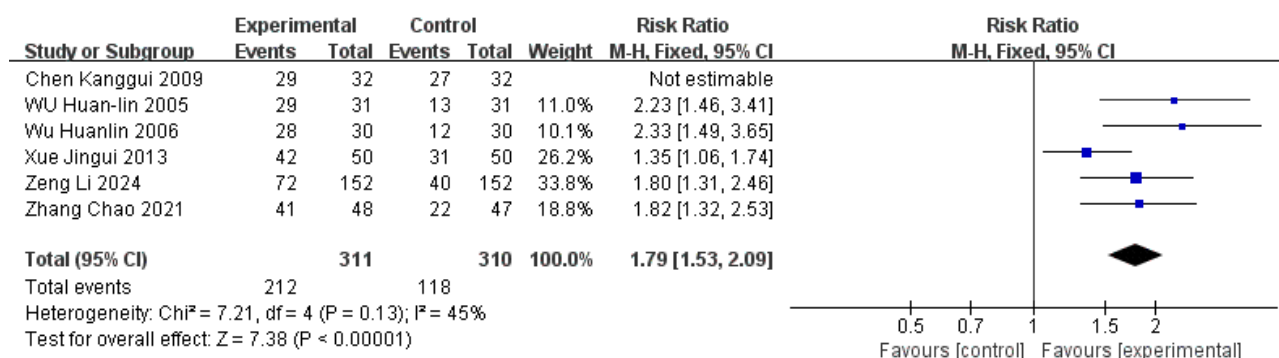 Experimental Control Risk Ratio Risk Ratio
Study or Subgroup Events Total Events Total Weight M-H, Fixed, 95% CI M-H, Fixed, 95% CI
Chen Kanggui 2009 29 32 27 32 Not estimable
WU Huan-lin 2005 29 31 13 31 11.0% 2.23 [1.46, 3.41]
Wu Huanlin 2006 28 30 12 30 10.1% 2.33 [1.49, 3.65]
Xue Jingui 2013 42 50 31 50 26.2% 1.35 [1.06, 1.74]
Zeng Li 2024 72 152 40 152 33.8% 1.80 [1.31, 2.46]
Zhang Chao 2021 41 48 22 47 18.8% 1.82 [1.32, 2.53]
Total (95% CI) 311 310 100.0% 1.79 [1.53, 2.09]
Total events 212 118
Heterogeneity: Chi² = 7.21, df = 4 (P = 0.13); I² = 45%
Test for overall effect: Z = 7.38 (P < 0.00001)
0.5 0.7 1 1.5 2
Favours [control] Favours [experimental]